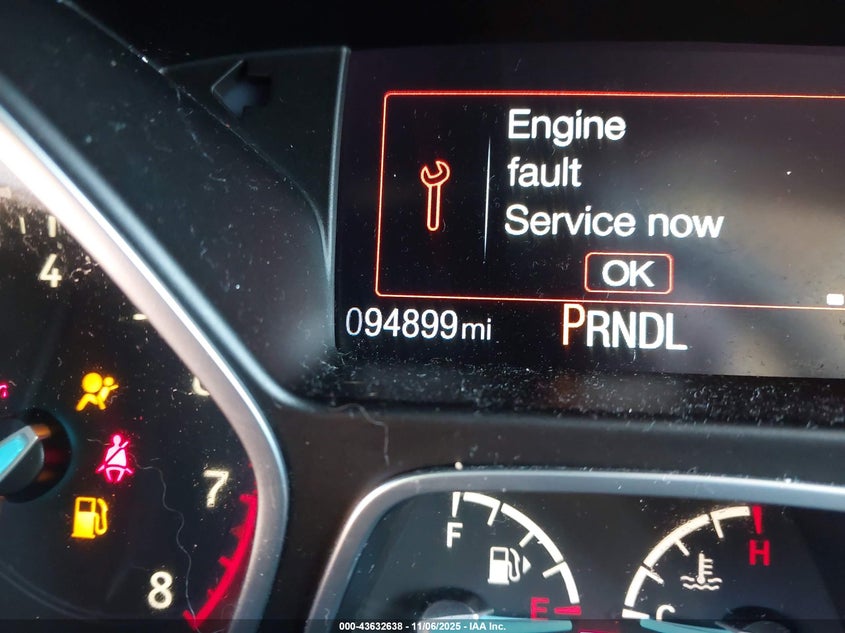 Engine
fault
Service now
OK
094899mi
PRNDL
4
7
8
F
E
H
C
000-43632638 - 11/06/2025 - IAA Inc.